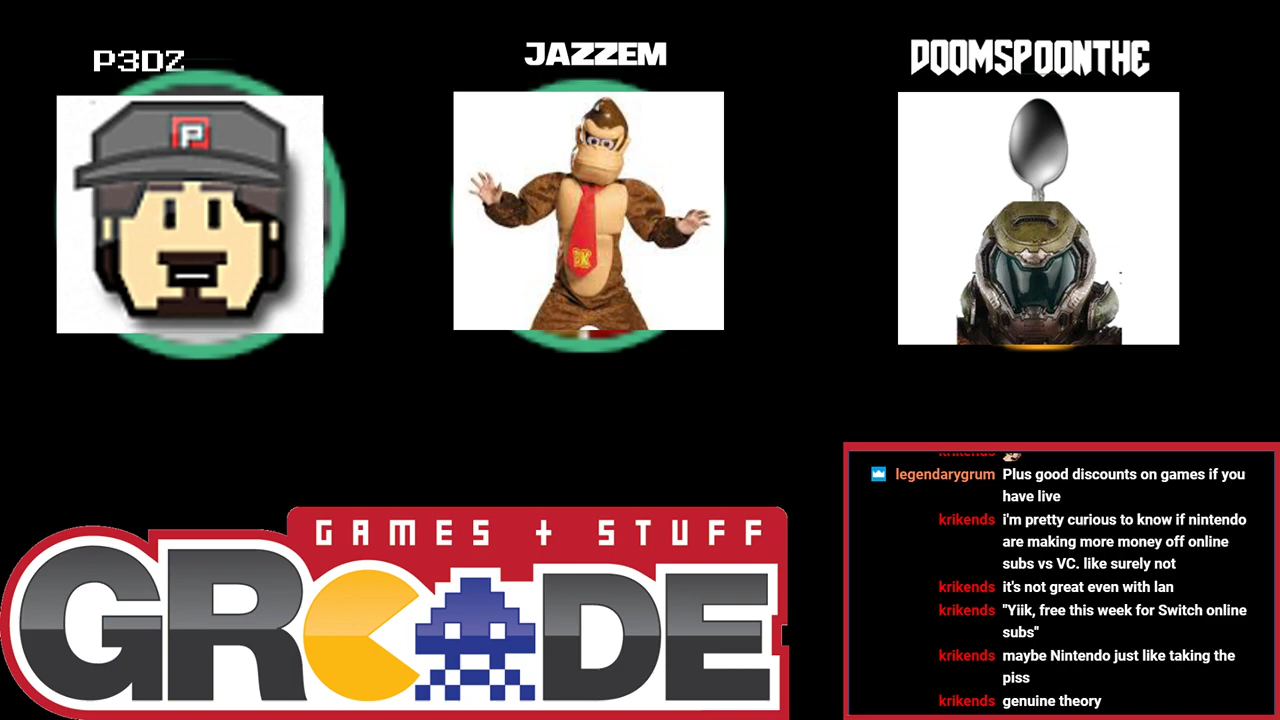 P3DZ
JAZZEM
DOOMSPOONTHE
P
DK
GAMES + STUFF
GRCADE
krikends
legendarygrum Plus good discounts on games if you
have live
krikends i'm pretty curious to know if nintendo
are making more money off online
subs vs VC. like surely not
krikends it's not great even with lan
krikends "Yiik, free this week for Switch online
subs"
krikends maybe Nintendo just like taking the
piss
krikends genuine theory